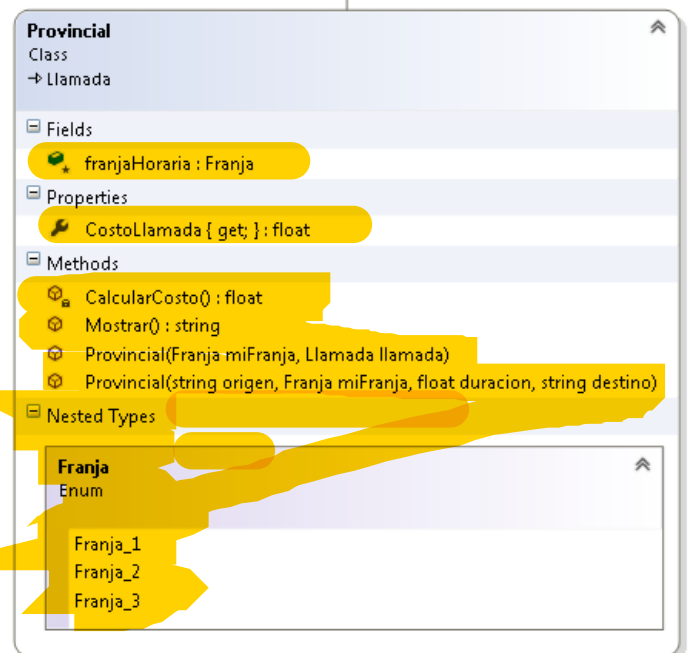 Provincial
Class
Llamada
Fields
franjaHoraria : Franja
Properties
CostoLlamada { get; } : float
Methods
CalcularCosto() : float
Mostrar() : string
Provincial(Franja miFranja, Llamada llamada)
Provincial(string origen, Franja miFranja, float duracion, string destino)
Nested Types
Franja
Enum
Franja_1
Franja_2
Franja_3